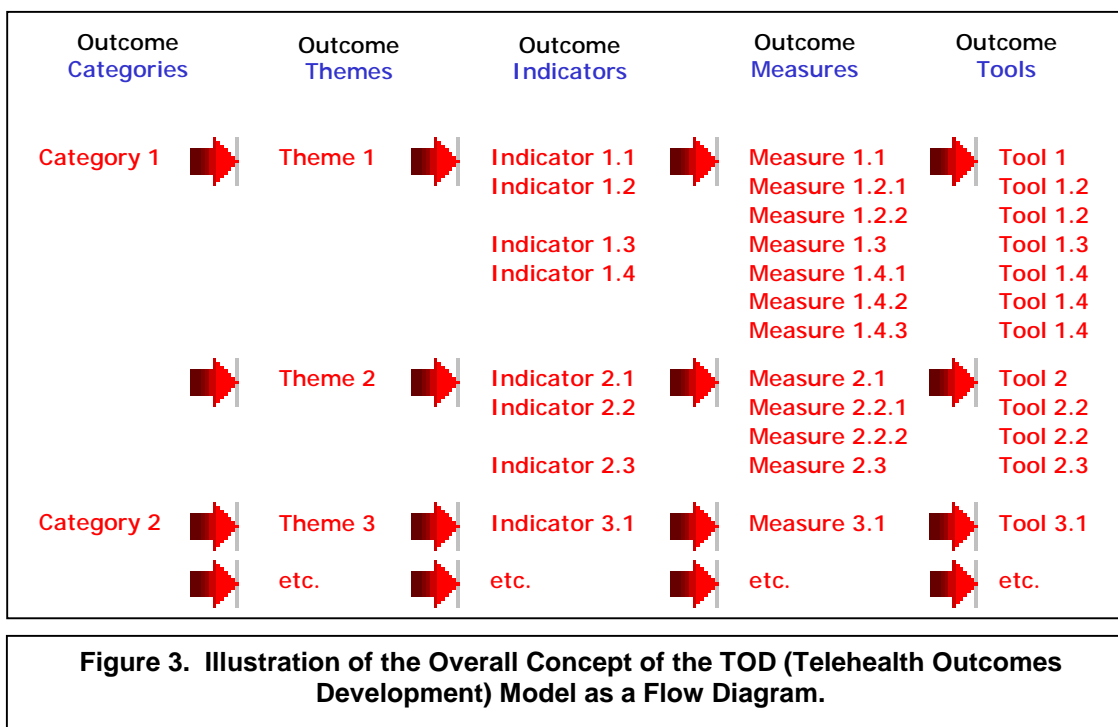 Outcome Categories Outcome Themes Outcome Indicators Outcome Measures Outcome Tools
Category 1 Theme 1 Indicator 1.1 Measure 1.1 Tool 1
Indicator 1.2 Measure 1.2.1 Tool 1.2
Measure 1.2.2 Tool 1.2
Indicator 1.3 Measure 1.3 Tool 1.3
Indicator 1.4 Measure 1.4.1 Tool 1.4
Measure 1.4.2 Tool 1.4
Measure 1.4.3 Tool 1.4
Theme 2 Indicator 2.1 Measure 2.1 Tool 2
Indicator 2.2 Measure 2.2.1 Tool 2.2
Measure 2.2.2 Tool 2.2
Indicator 2.3 Measure 2.3 Tool 2.3
Category 2 Theme 3 Indicator 3.1 Measure 3.1 Tool 3.1
etc. etc. etc. etc.
Figure 3. Illustration of the Overall Concept of the TOD (Telehealth Outcomes
Development) Model as a Flow Diagram.